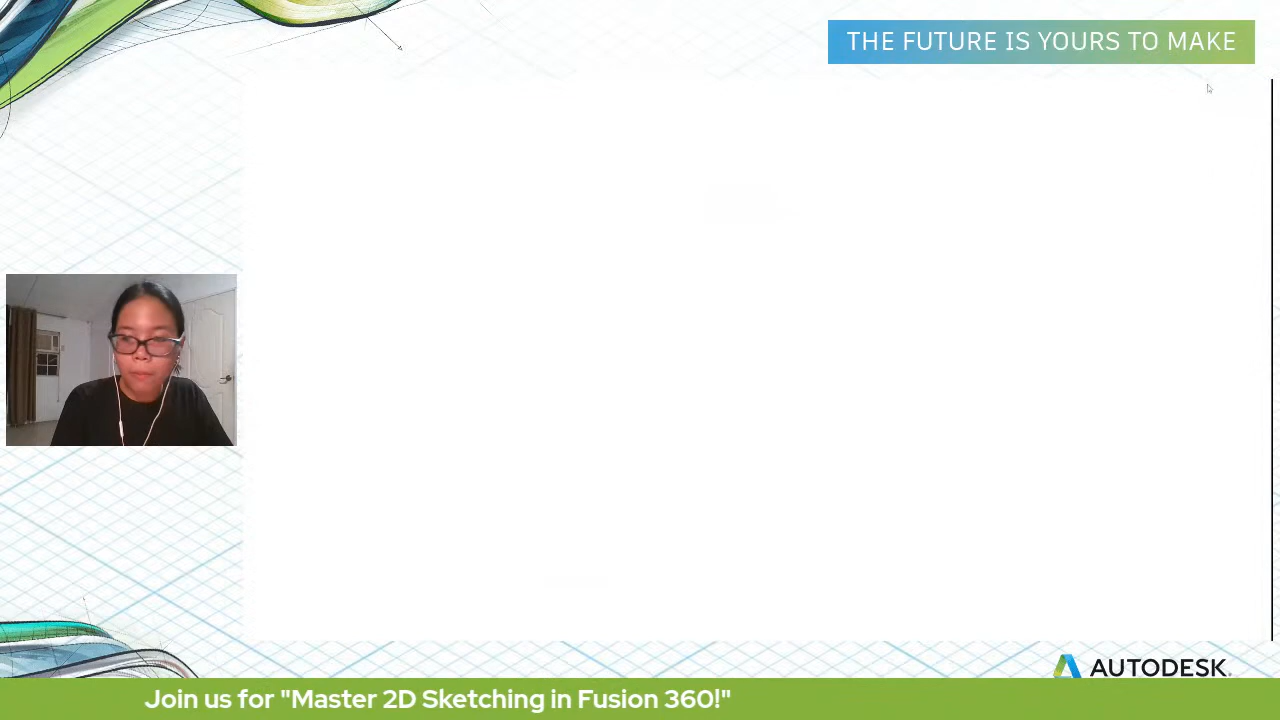 THE FUTURE IS YOURS TO MAKE
AUTODESK.
Join us for "Master 2D Sketching in Fusion 360!"